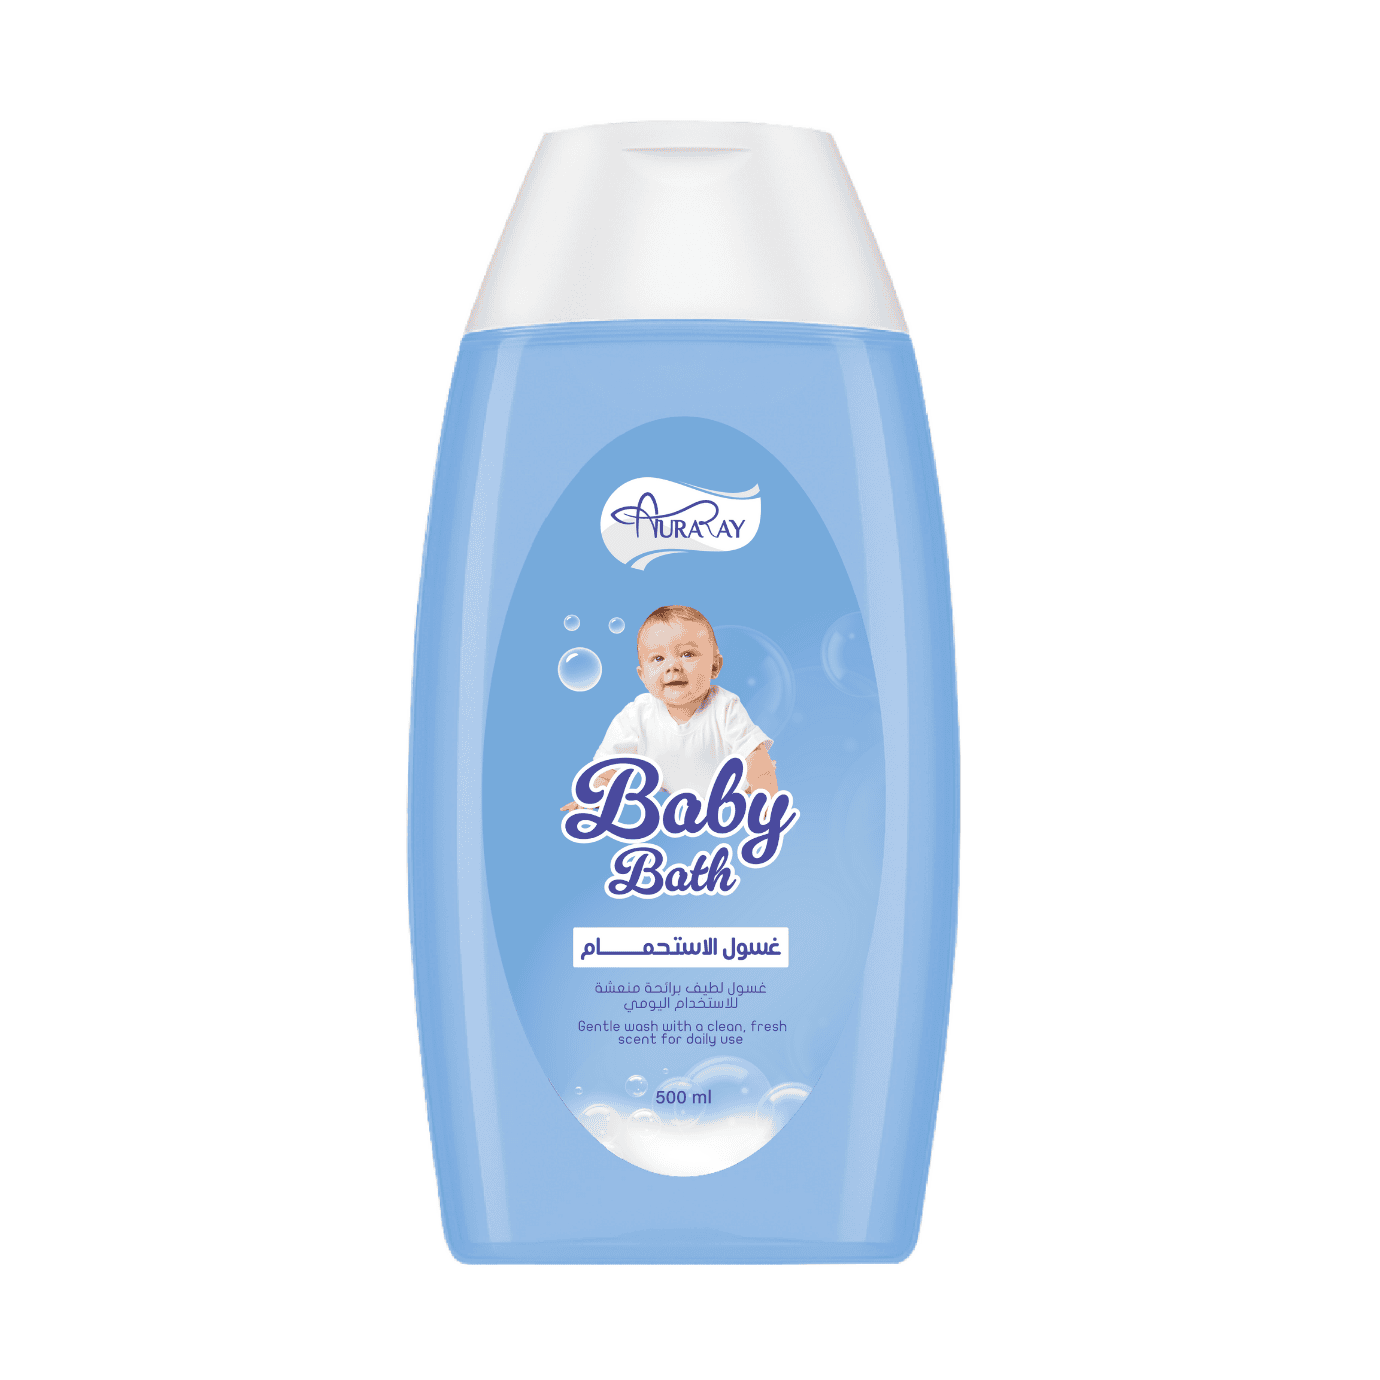 AURARAY
Baby
Bath
غسول الاستحمـــــام
غسول لطيف برائحة منعشة
للاستخدام اليومي
Gentle wash with a clean, fresh
scent for daily use
500 ml